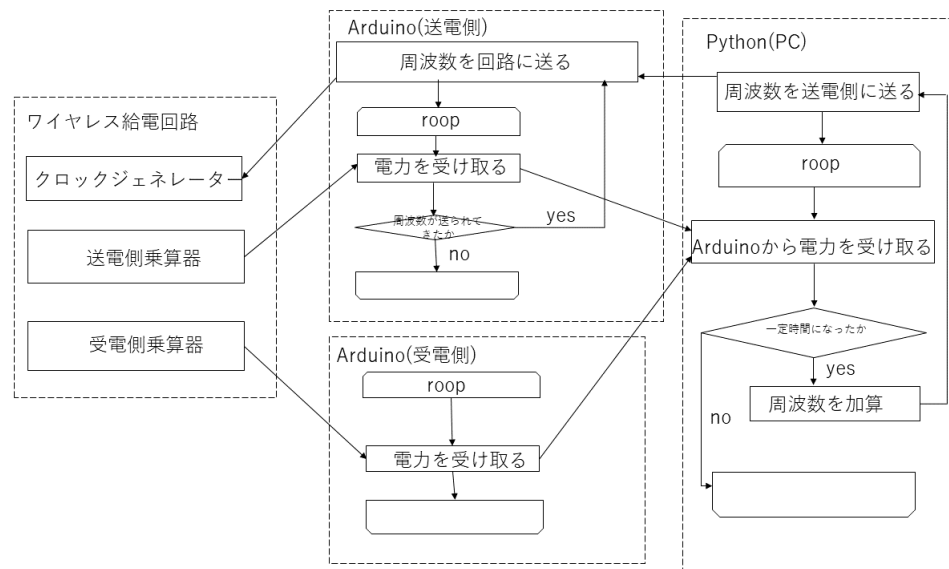 ワイヤレス給電回路
クロックジェネレーター
送電側乗算器
受電側乗算器
Arduino(送電側)
周波数を回路に送る
roop
電力を受け取る
周波数が送られて
きたか
yes
no
Arduino(受電側)
roop
電力を受け取る
Python(PC)
周波数を送電側に送る
roop
Arduinoから電力を受け取る
一定時間になったか
yes
周波数を加算
no